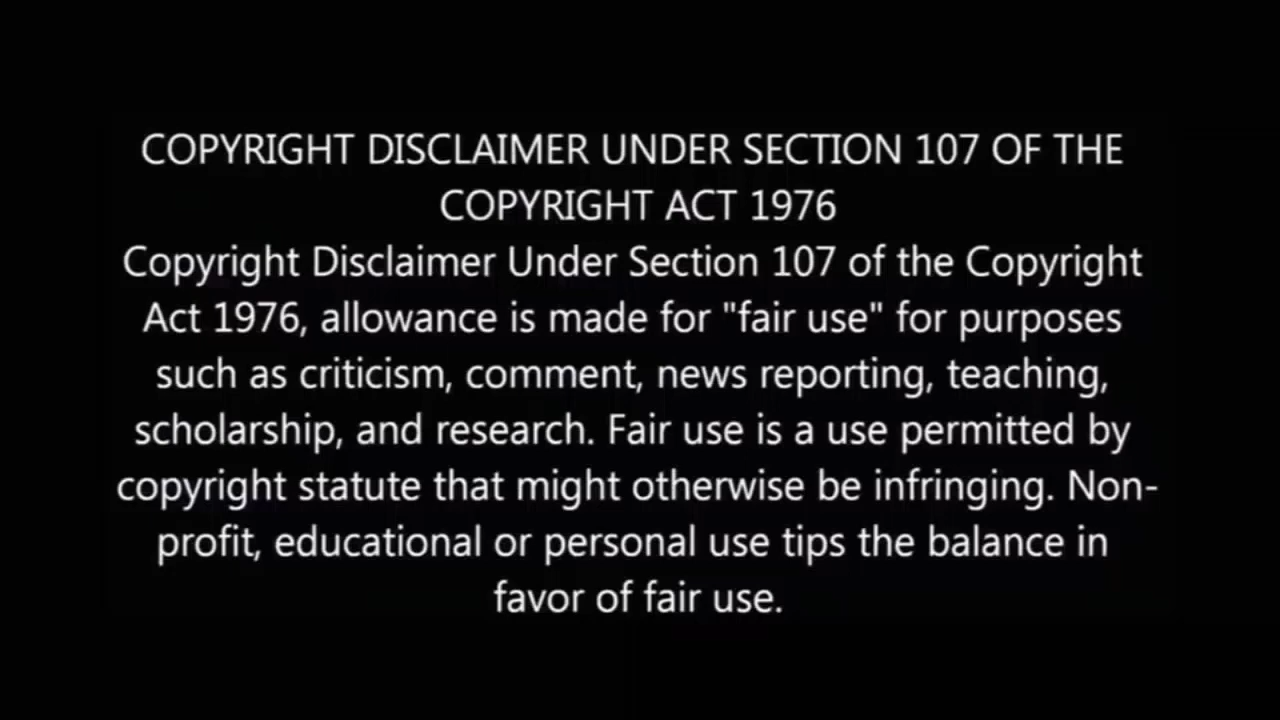 COPYRIGHT DISCLAIMER UNDER SECTION 107 OF THE
COPYRIGHT ACT 1976
Copyright Disclaimer Under Section 107 of the Copyright
Act 1976, allowance is made for "fair use" for purposes
such as criticism, comment, news reporting, teaching,
scholarship, and research. Fair use is a use permitted by
copyright statute that might otherwise be infringing. Non-
profit, educational or personal use tips the balance in
favor of fair use.